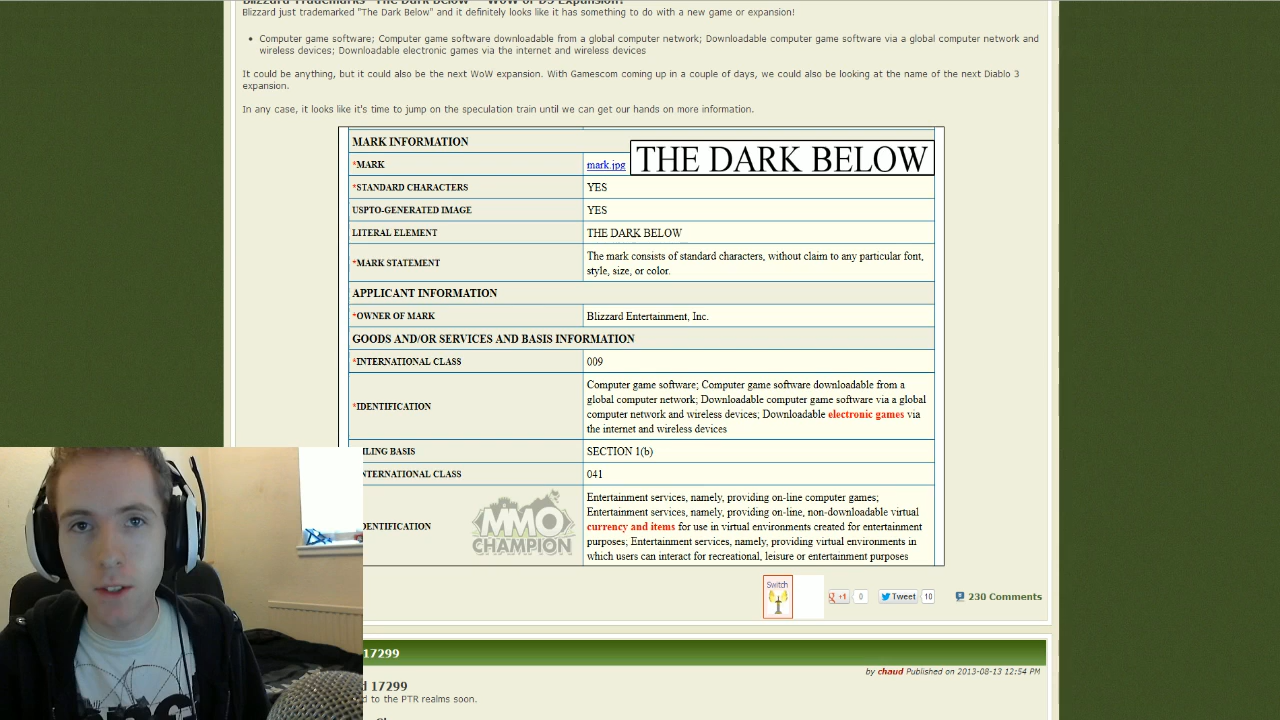 Blizzard Trademarks "The Dark Below" - WoW or D3 Expansion?
Blizzard just trademarked "The Dark Below" and it definitely looks like it has something to do with a new game or expansion!
• Computer game software; Computer game software downloadable from a global computer network; Downloadable computer game software via a global computer network and
wireless devices; Downloadable electronic games via the internet and wireless devices
It could be anything, but it could also be the next WoW expansion. With Gamescom coming up in a couple of days, we could also be looking at the name of the next Diablo 3
expansion.
In any case, it looks like it's time to jump on the speculation train until we can get our hands on more information.
MARK INFORMATION
*MARK mark.jpg THE DARK BELOW
*STANDARD CHARACTERS YES
USPTO-GENERATED IMAGE YES
LITERAL ELEMENT THE DARK BELOW
*MARK STATEMENT The mark consists of standard characters, without claim to any particular font,
style, size, or color.
APPLICANT INFORMATION
*OWNER OF MARK Blizzard Entertainment, Inc.
GOODS AND/OR SERVICES AND BASIS INFORMATION
*INTERNATIONAL CLASS 009
*IDENTIFICATION Computer game software; Computer game software downloadable from a
global computer network; Downloadable computer game software via a global
computer network and wireless devices; Downloadable electronic games via
the internet and wireless devices
ILING BASIS SECTION 1(b)
NTERNATIONAL CLASS 041
DENTIFICATION Entertainment services, namely, providing on-line computer games;
Entertainment services, namely, providing on-line, non-downloadable virtual
currency and items for use in virtual environments created for entertainment
purposes; Entertainment services, namely, providing virtual environments in
which users can interact for recreational, leisure or entertainment purposes
MMO
CHAMPION
Switch
+1 0 Tweet 10 230 Comments
17299
by chaud Published on 2013-08-13 12:54 PM
d 17299
d to the PTR realms soon.